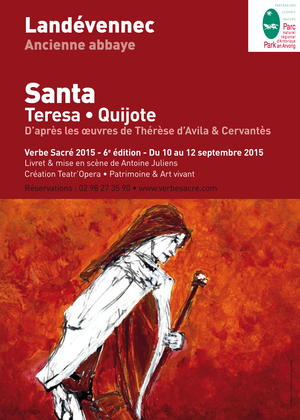 Landévennec
Ancienne abbaye
Parc
naturel
régional
d'Armorique
Park an Arvorig
Santa
Teresa • Quijote
D'après les œuvres de Thérèse d'Avila & Cervantès
Verbe Sacré 2015 - 6e édition - Du 10 au 12 septembre 2015
Livret & mise en scène de Antoine Juliens
Création Teatr'Opera • Patrimoine & Art vivant
Réservations : 02 98 27 35 90 • www.verbesacre.com